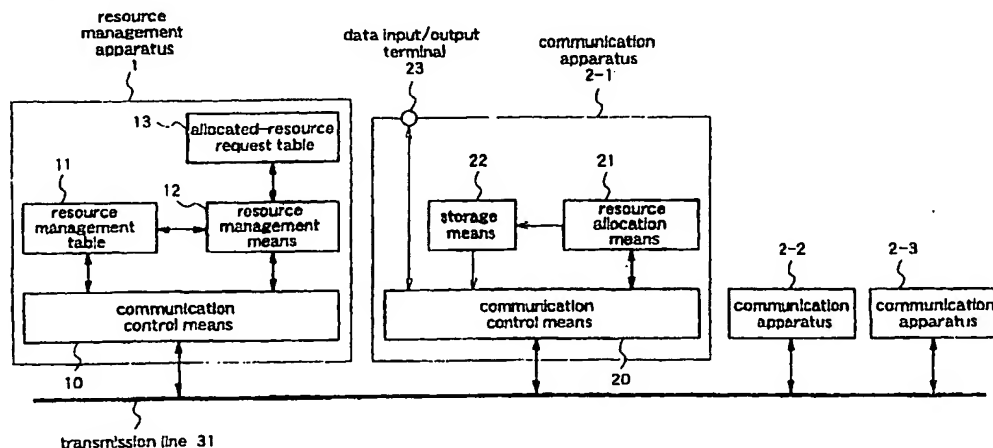 resource
management
apparatus
1
data input/output
terminal
23
communication
apparatus
2-1
13
allocated-resource
request table
11
12
resource
management
table
resource
management
means
communication
control means
10
22
21
storage
means
resource
allocation
means
communication
control means
20
2-2
2-3
communication
apparatus
communication
apparatus
transmission line 31